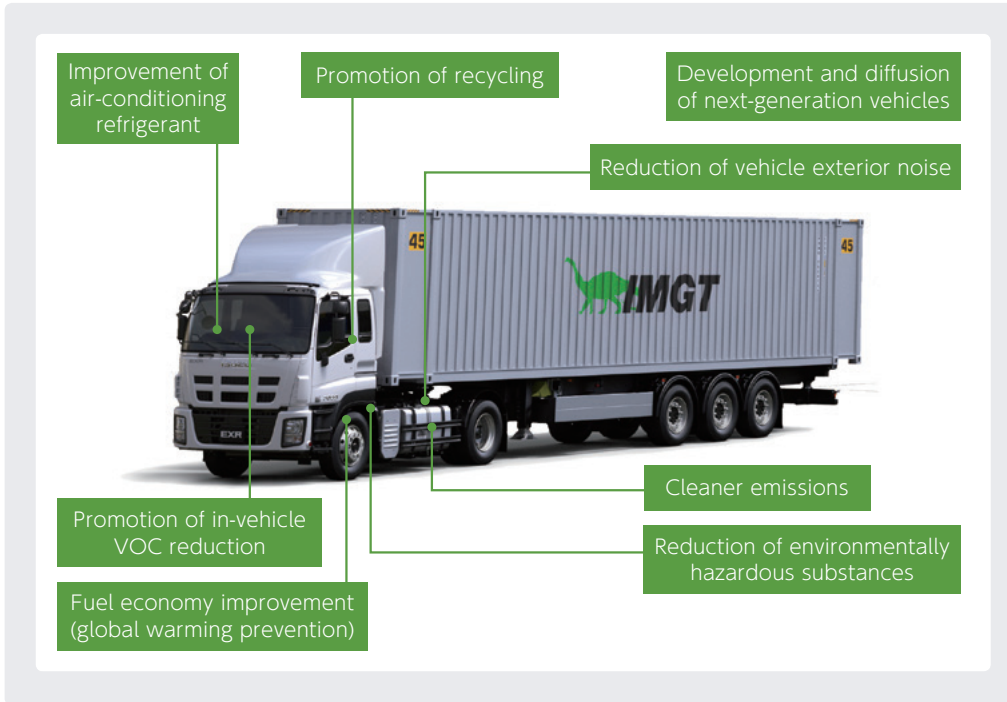 Improvement of
air-conditioning
refrigerant
Promotion of recycling
Development and diffusion
of next-generation vehicles
Reduction of vehicle exterior noise
45
45
IMGT
EXR
Cleaner emissions
Promotion of in-vehicle
VOC reduction
Reduction of environmentally
hazardous substances
Fuel economy improvement
(global warming prevention)